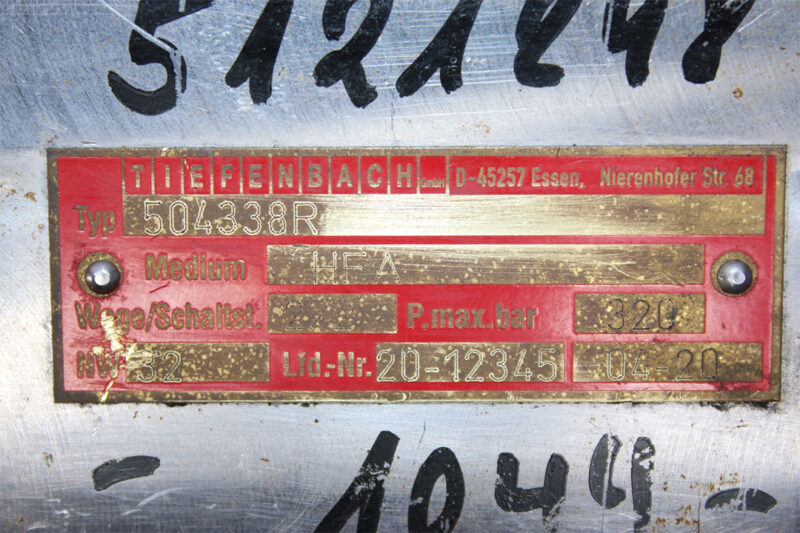 5121248
TIEFENBACH GmbH D-45257 Essen, Nierenhofer Str. 68
Typ 504338R
Medium HFA
Wege/Schaltst. P.max.bar 320
NW 32 Lfd-Nr. 20-12345 04-20